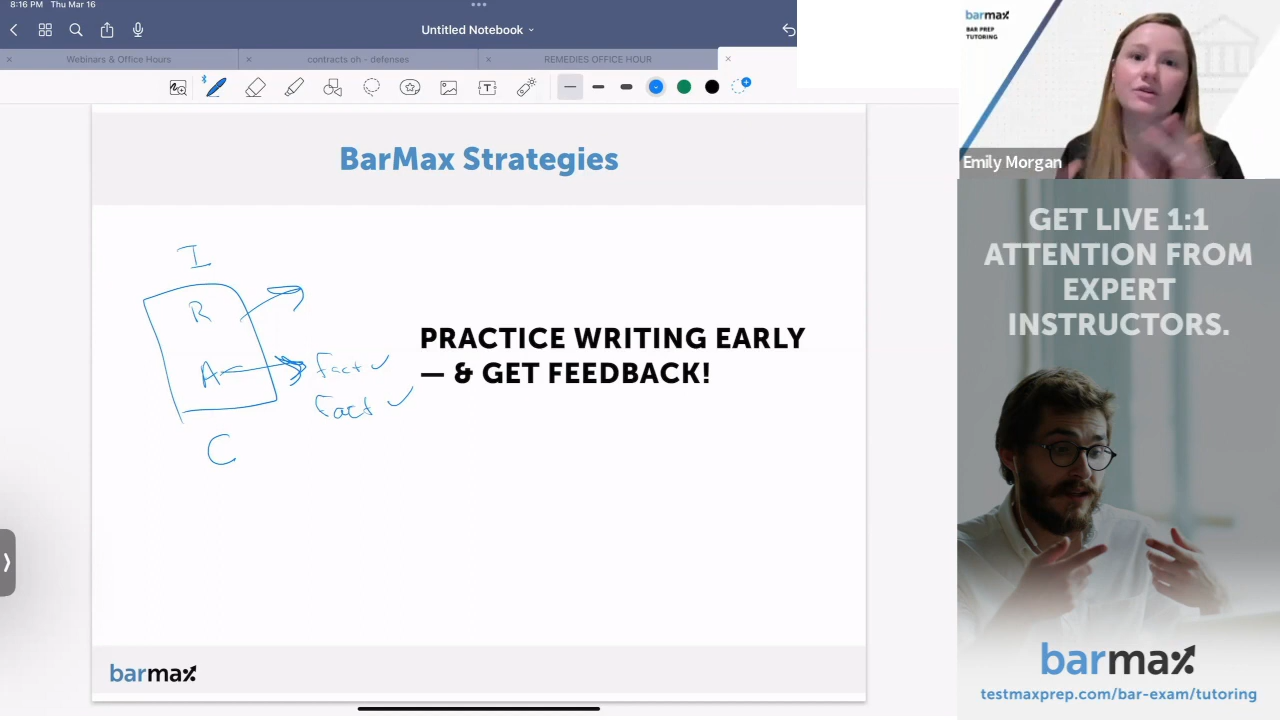 8:16 PM Thu Mar 16
Untitled Notebook
Webinars & Office Hours
contracts oh - defenses
REMEDIES OFFICE HOUR
BarMax Strategies
I
R
A
Fact ✓
Fact ✓
C
PRACTICE WRITING EARLY
— & GET FEEDBACK!
barmax
barmax
BAR PREP
TUTORING
Emily Morgan
GET LIVE 1:1
ATTENTION FROM
EXPERT
INSTRUCTORS.
barmax
testmaxprep.com/bar-exam/tutoring